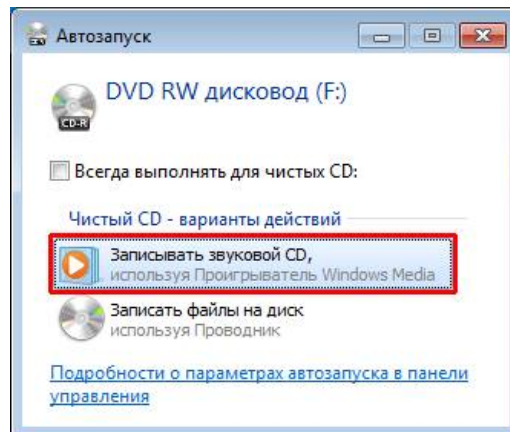 Автозапуск
DVD RW дисковод (F:)
CD-R
Всегда выполнять для чистых CD:
Чистый CD - варианты действий
Записывать звуковой CD,
используя Проигрыватель Windows Media
Записать файлы на диск
используя Проводник
Подробности о параметрах автозапуска в панели
управления